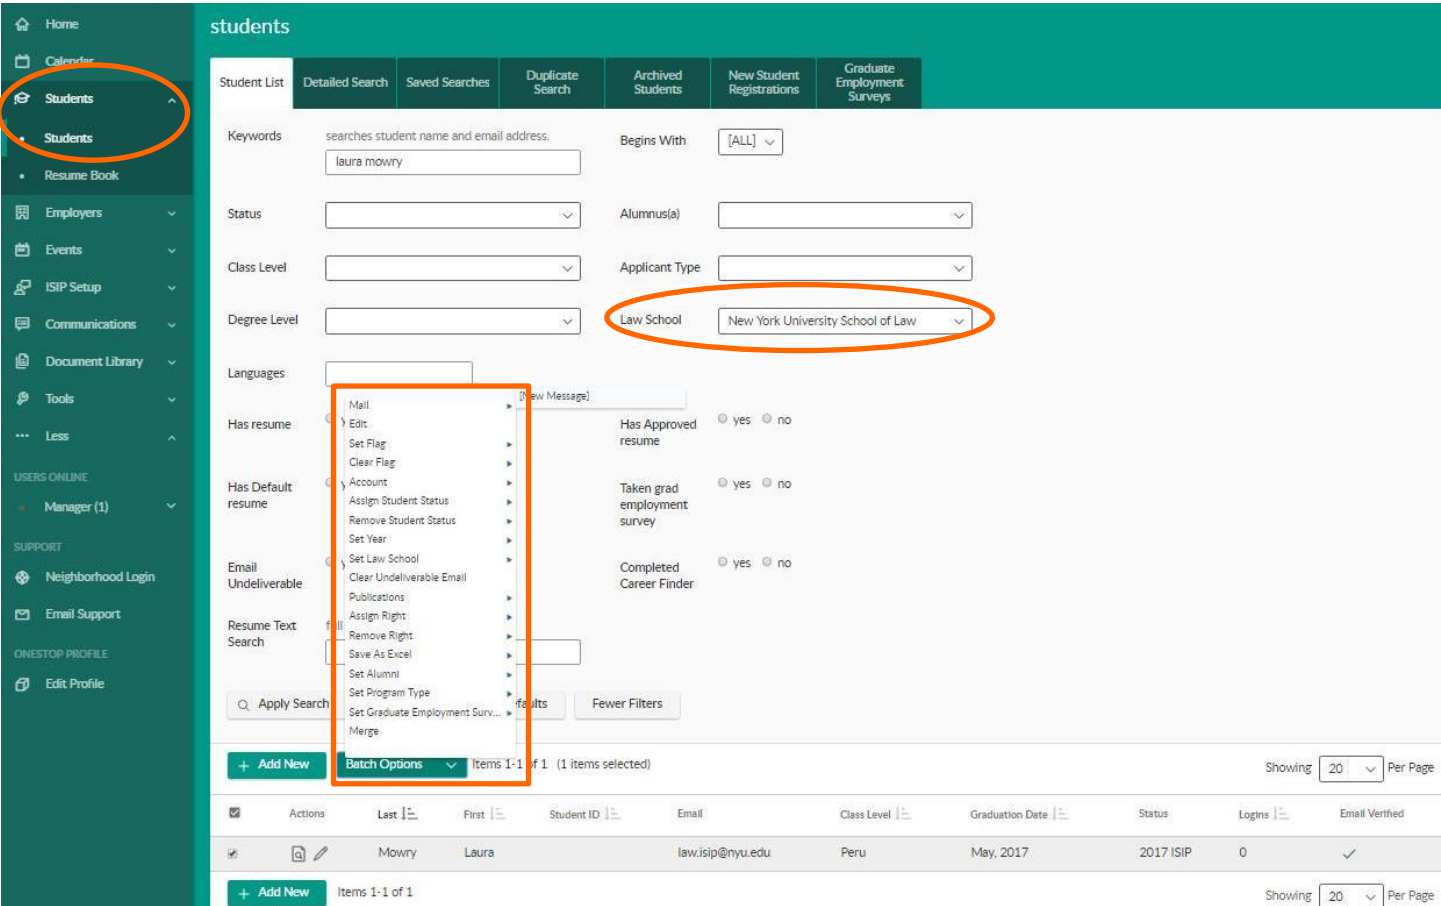 Home
Calendar
Students
Students
Resume Book
Employers
Events
ISIP Setup
Communications
Document Library
Tools
Less
USERS ONLINE
Manager (1)
SUPPORT
Neighborhood Login
Email Support
ONESTOP PROFILE
Edit Profile
students
Student List
Detailed Search
Saved Searches
Duplicate
Search
Archived
Students
New Student
Registrations
Graduate
Employment
Surveys
Keywords
searches student name and email address.
laura mowry
Begins With
[ALL]
Status
Alumnus(a)
Class Level
Applicant Type
Degree Level
Law School
New York University School of Law
Languages
Has resume
Has Approved
resume
yes no
Has Default
resume
Taken grad
employment
survey
yes no
Email
Undeliverable
Completed
Career Finder
yes no
Resume Text
Search
Mail
[New Message]
Edit
Set Flag
Clear Flag
Account
Assign Student Status
Remove Student Status
Set Year
Set Law School
Clear Undeliverable Email
Publications
Assign Right
Remove Right
Save As Excel
Set Alumni
Set Program Type
Set Graduate Employment Surv...
Merge
Apply Search
Fewer Filters
+ Add New
Batch Options
Items 1-1 of 1 (1 items selected)
Showing 20 Per Page
Actions Last First Student ID Email Class Level Graduation Date Status Logins Email Verified
Mowry Laura law.isip@nyu.edu Peru May, 2017 2017 ISIP 0
+ Add New
Items 1-1 of 1
Showing 20 Per Page